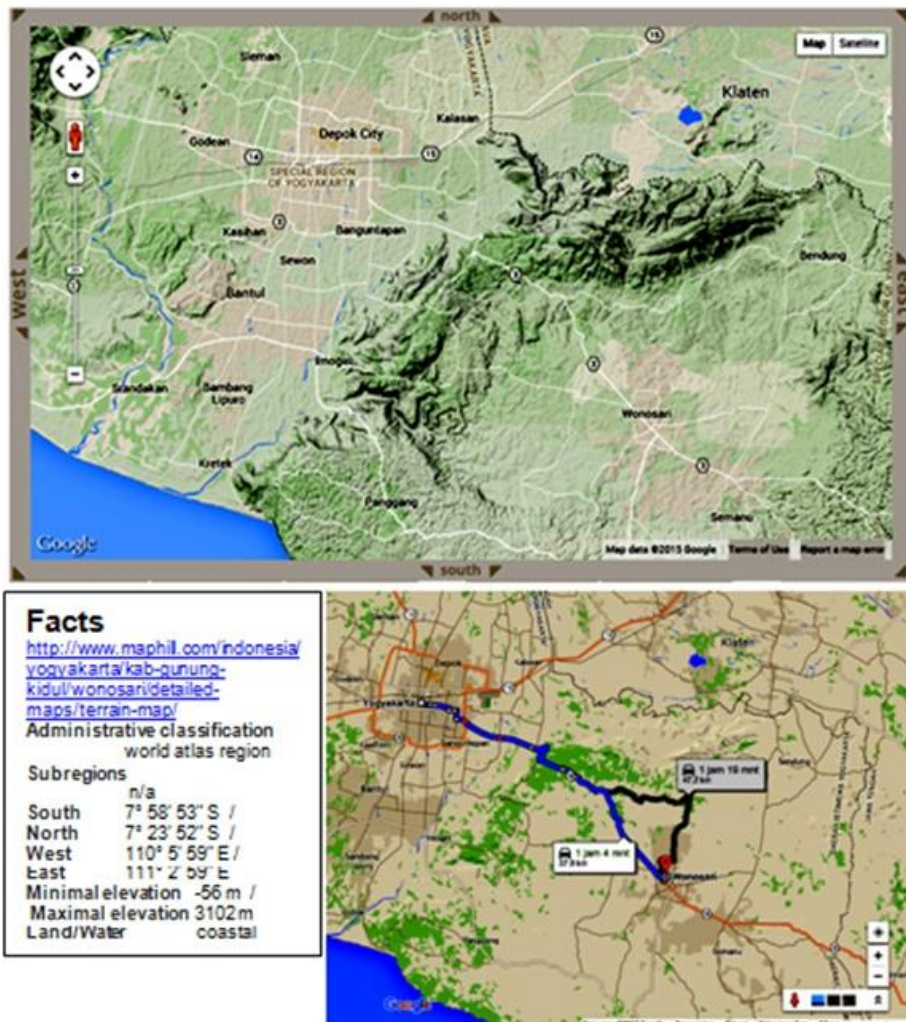 north
Map Satellite
Sleman
Klaten
Kalasan
Godean
Depok City
SPECIAL REGION
OF YOGYAKARTA
Kasihan
Banguntapan
Sewon
Bantul
Bendung
West
east
Imogiri
Srandakan
Bambang
Lipuro
Wonosari
Kretek
Panggang
Semanu
Google
Map data ©2015 Google Terms of Use Report a map error
south
Facts
http://www.maphill.com/indonesia/
yogyakarta/kab-gunung-
kidul/wonosari/detailed-
maps/terrain-map/
Administrative classification
world atlas region
Subregions
n/a
South 7° 58' 53" S /
North 7° 23' 52" S /
West 110° 5' 59" E /
East 111° 2' 59" E
Minimal elevation -56 m /
Maximal elevation 3102 m
Land/Water coastal
Klaten
Depok
Yogyakarta
1 jam 19 mnt
1 jam 4 mnt
Wonosari
Google